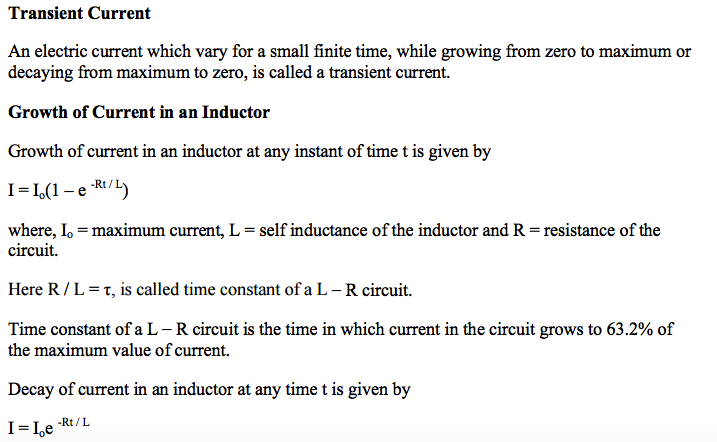 Transient Current
An electric current which vary for a small finite time, while growing from zero to maximum or
decaying from maximum to zero, is called a transient current.
Growth of Current in an Inductor
Growth of current in an inductor at any instant of time t is given by
I = Iₒ(1 – e -Rt / L)
where, Iₒ = maximum current, L = self inductance of the inductor and R = resistance of the
circuit.
Here R / L = τ, is called time constant of a L – R circuit.
Time constant of a L – R circuit is the time in which current in the circuit grows to 63.2% of
the maximum value of current.
Decay of current in an inductor at any time t is given by
I = Iₒe -Rt / L